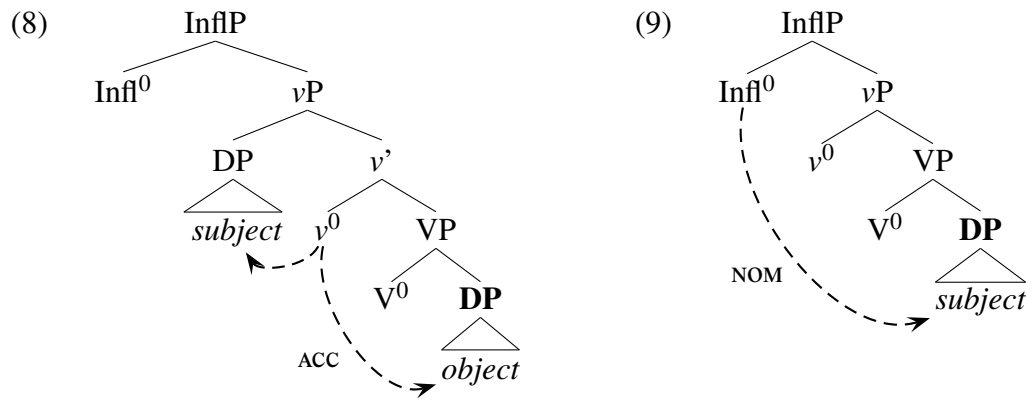 (8)
InflP
Infl⁰ vP
DP v’
subject v⁰ VP
V⁰ DP
ACC object
(9)
InflP
Infl⁰ vP
v⁰ VP
V⁰ DP
NOM subject